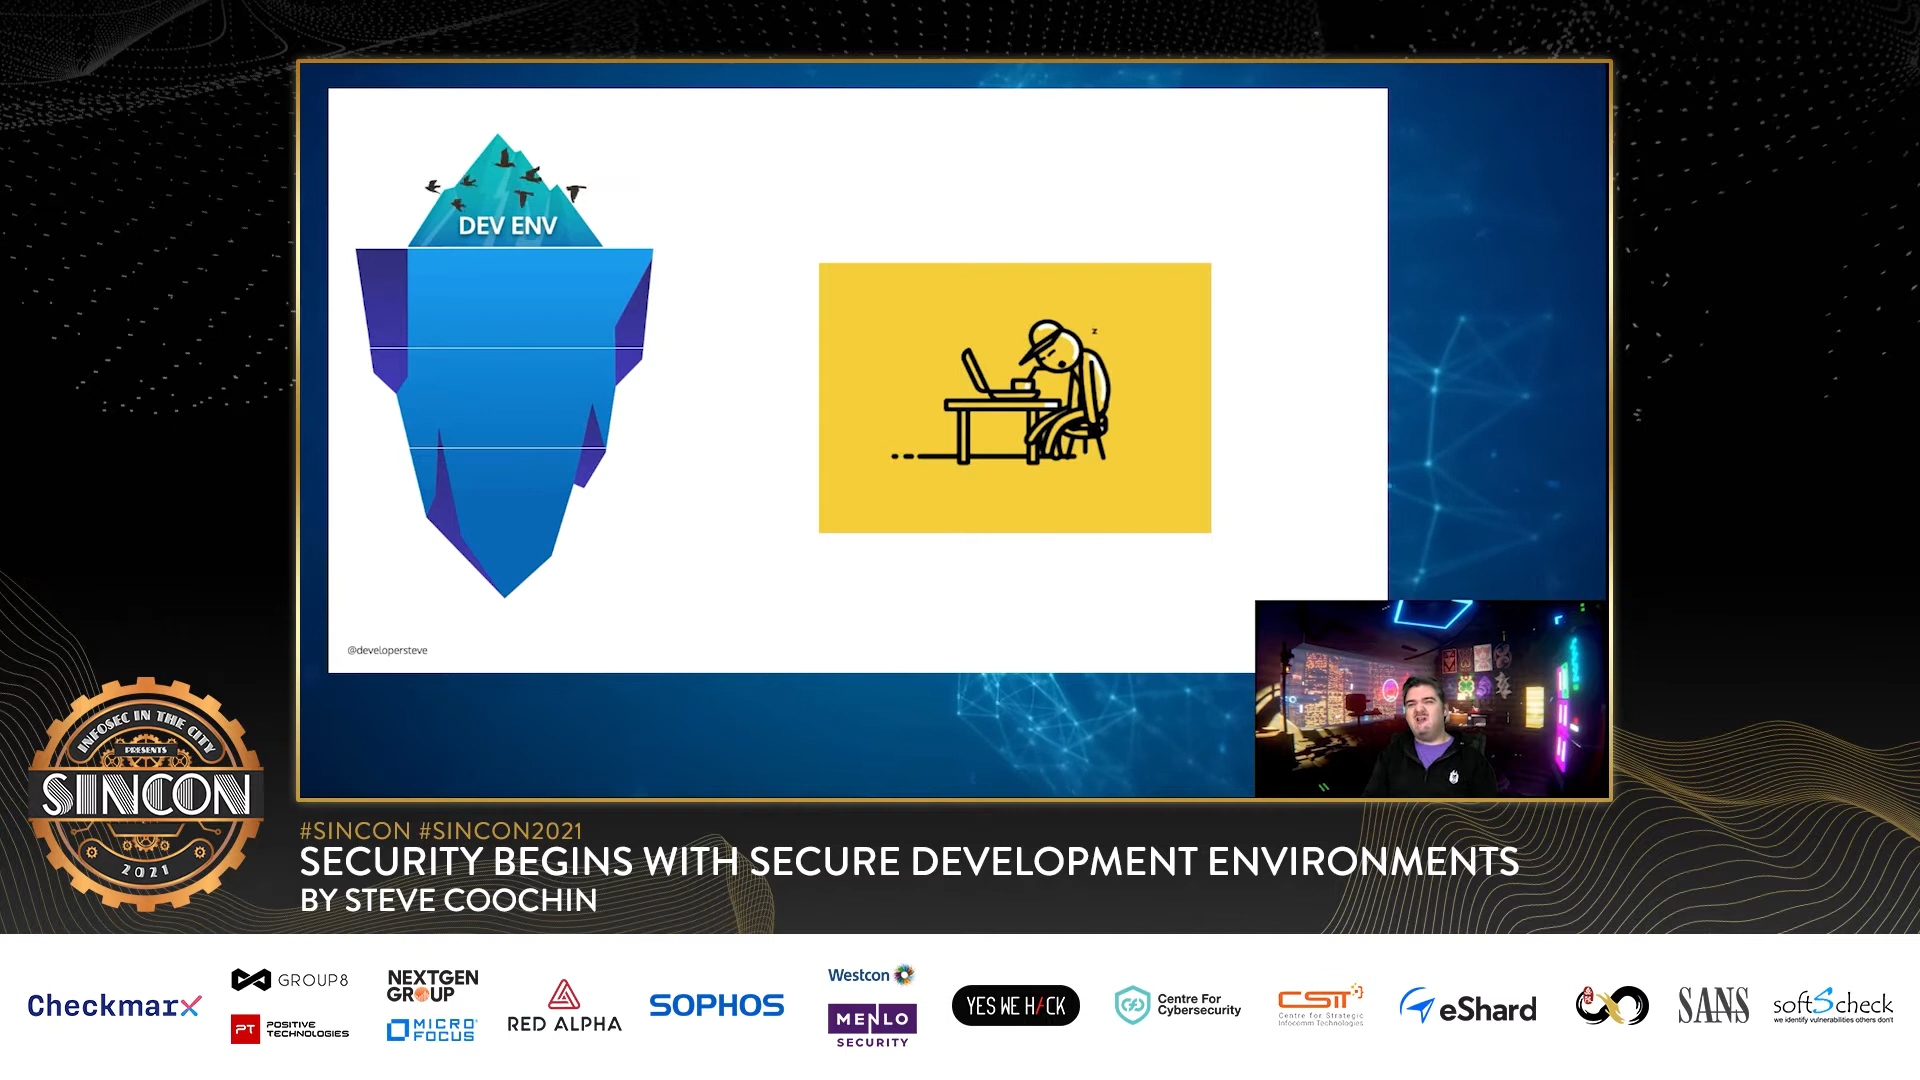 DEV ENV
z
@developersteve
INFOSEC IN THE CITY
PRESENTS
SINCON
2021
#SINCON #SINCON2021
SECURITY BEGINS WITH SECURE DEVELOPMENT ENVIRONMENTS
BY STEVE COOCHIN
Checkmarx
GROUP8
PT POSITIVE TECHNOLOGIES
NEXTGEN GROUP
MICRO FOCUS
RED ALPHA
SOPHOS
Westcon
MENLO
SECURITY
YES WE H/CK
Centre For
Cybersecurity
CSIT
Centre for Strategic
Infocomm Technologies
eShard
SANS
softScheck
we identify vulnerabilities others don't